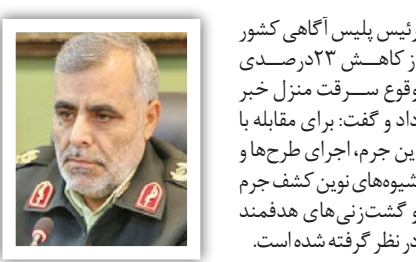 رئیس پلیس آگاهی کشور
از کاهش ۲۳درصدی
وقوع سرقت منزل خبر
داد و گفت: برای مقابله با
این جرم، اجرای طرح‌ها و
شیوه‌های نوین کشف جرم
و گشت‌زنی‌های هدفمند
در نظر گرفته شده است.